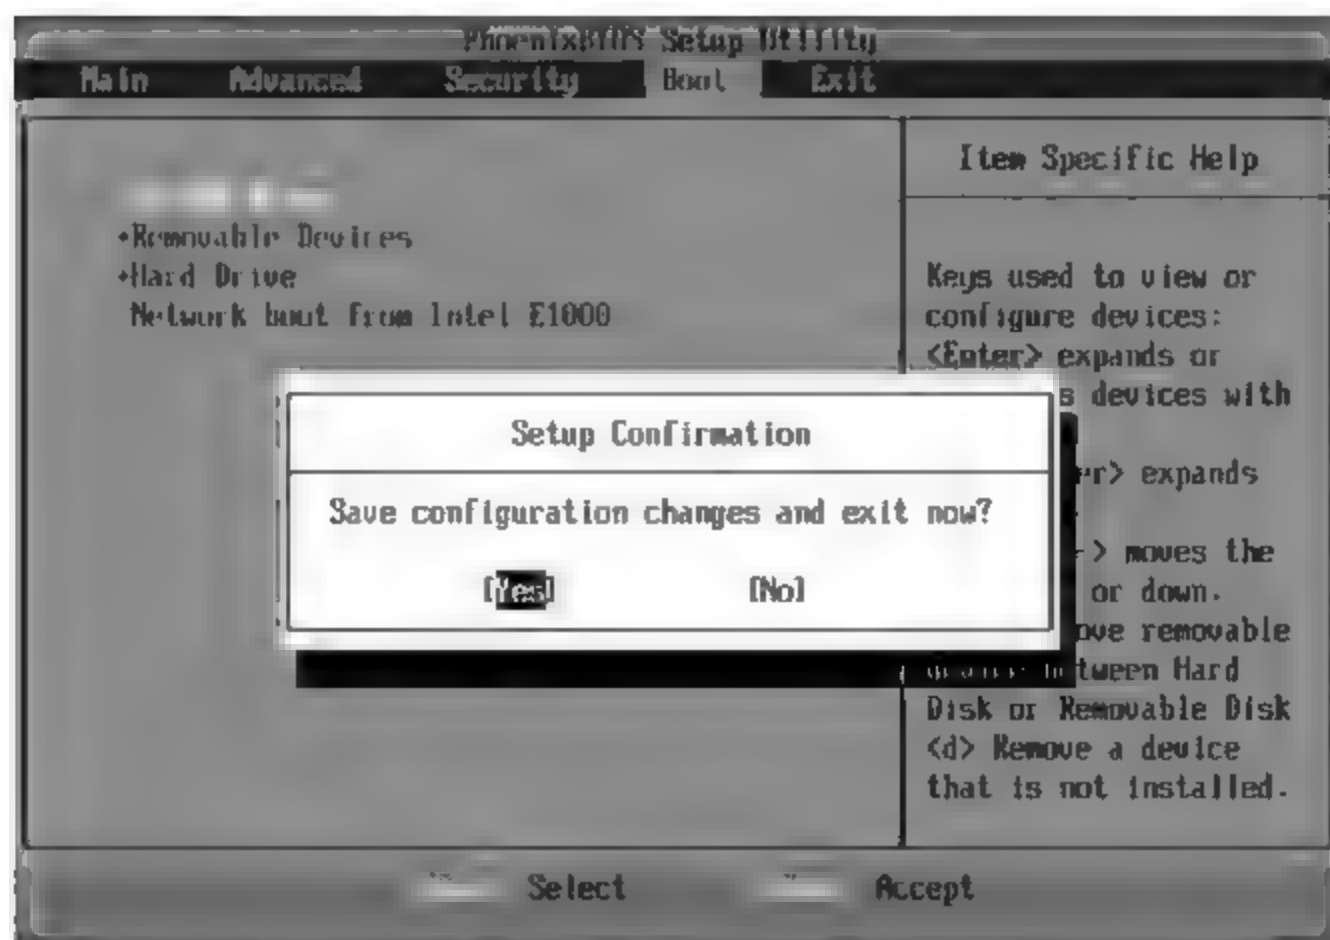 PhoenixBIOS Setup Utility
Main Advanced Security Boot Exit
Item Specific Help
+Removable Devices
+Hard Drive
Network boot from Intel E1000
Keys used to view or
configure devices:
<Enter> expands or
devices with
expands
> moves the
or down.
removable
between Hard
Disk or Removable Disk
<d> Remove a device
that is not installed.
Setup Confirmation
Save configuration changes and exit now?
[Yes] [No]
Select Accept